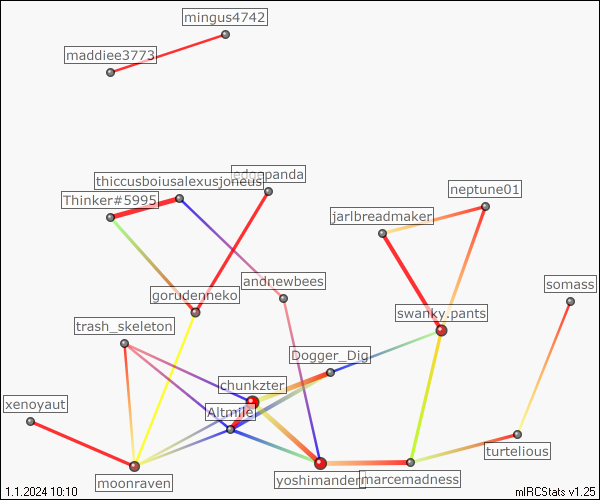 mingus4742
maddiee3773
edgepanda
thiccusboiusalexusjoneus
Thinker#5995
neptune01
jarlbreadmaker
andnewbees
somass
gorudenneko
swanky.pants
trash_skeleton
Dogger_Dig
chunkzter
xenoyaut
Altmile
turtelious
moonraven
yoshimandern
marcemadness
1.1.2024 10:10
mIRCStats v1.25